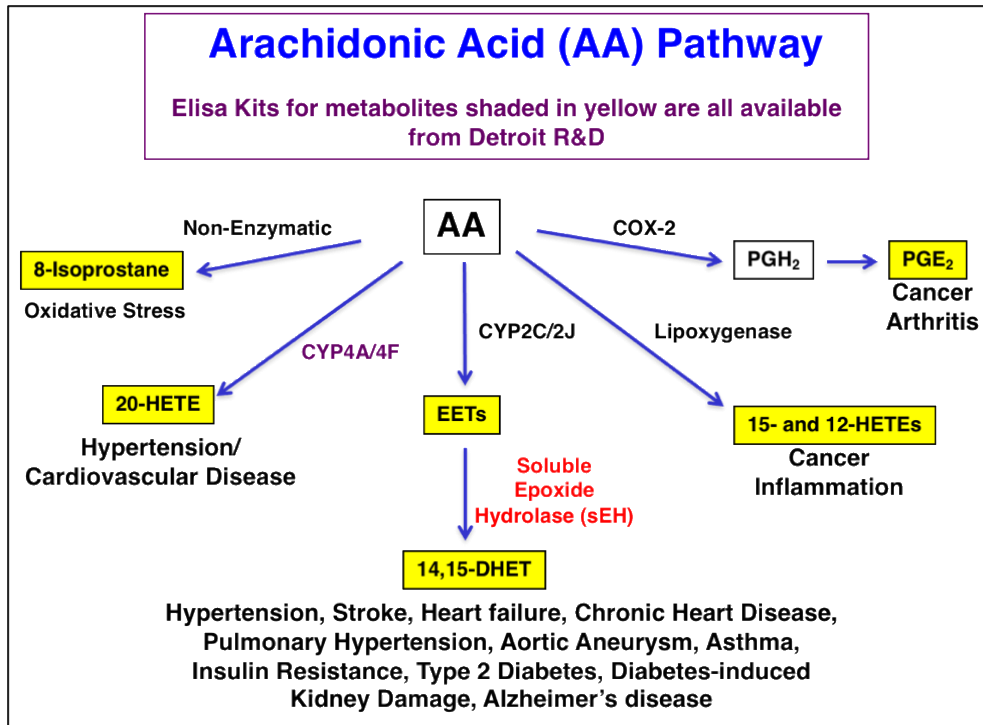 Arachidonic Acid (AA) Pathway
Elisa Kits for metabolites shaded in yellow are all available
from Detroit R&D
AA
Non-Enzymatic
COX-2
8-Isoprostane
PGH₂
PGE₂
Oxidative Stress
Cancer
Arthritis
CYP4A/4F
CYP2C/2J
Lipoxygenase
20-HETE
EETs
15- and 12-HETEs
Hypertension/
Cardiovascular Disease
Cancer
Inflammation
Soluble
Epoxide
Hydrolase (sEH)
14,15-DHET
Hypertension, Stroke, Heart failure, Chronic Heart Disease,
Pulmonary Hypertension, Aortic Aneurysm, Asthma,
Insulin Resistance, Type 2 Diabetes, Diabetes-induced
Kidney Damage, Alzheimer’s disease